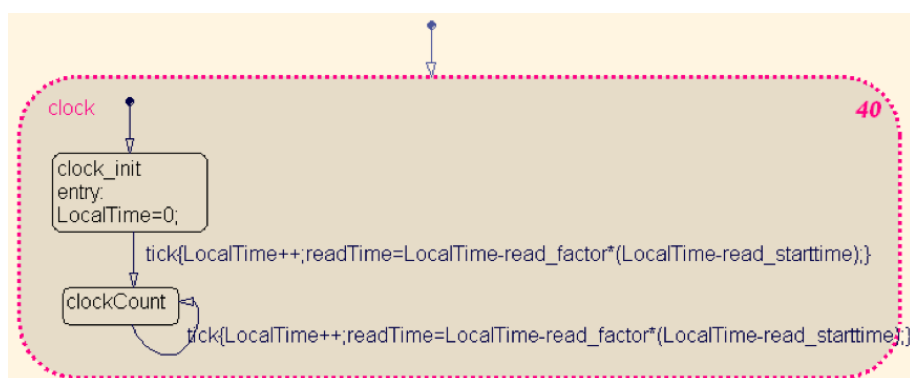 clock
40
clock_init
entry:
LocalTime=0;
tick{LocalTime++;readTime=LocalTime-read_factor*(LocalTime-read_starttime);}
clockCount
tick{LocalTime++;readTime=LocalTime-read_factor*(LocalTime-read_starttime);}